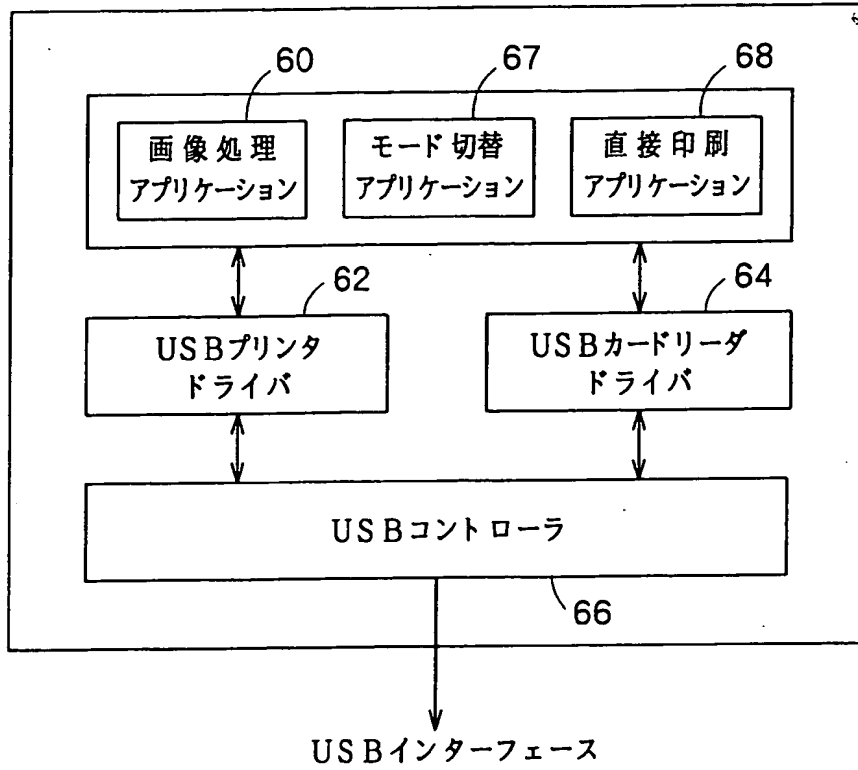 60
67
68
画像処理
アプリケーション
モード切替
アプリケーション
直接印刷
アプリケーション
62
64
USBプリンタ
ドライバ
USBカードリーダ
ドライバ
USBコントローラ
66
USBインターフェース